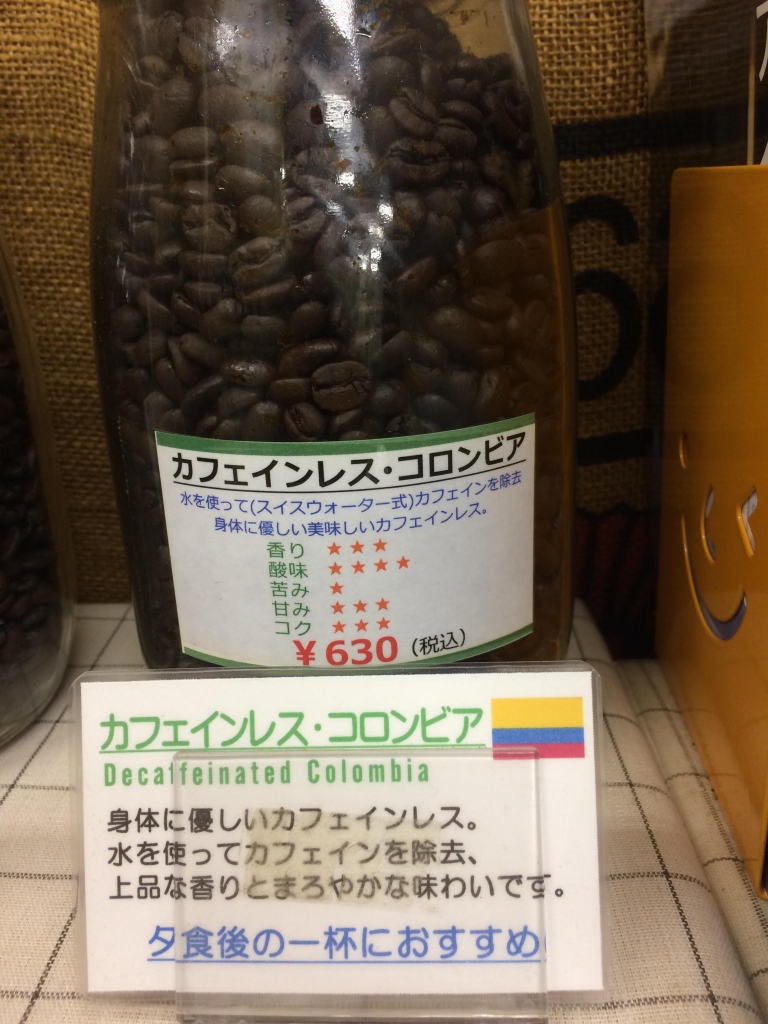 カフェインレス・コロンビア
水を使って(スイスウォーター式)カフェインを除去
身体に優しい美味しいカフェインレス。
香り ★★★
酸味 ★★★★
苦み ★
甘み ★★★
コク ★★★
¥630(税込)
カフェインレス・コロンビア
Decaffeinated Colombia
身体に優しいカフェインレス。
水を使ってカフェインを除去、
上品な香りとまろやかな味わいです。
夕食後の一杯におすすめ